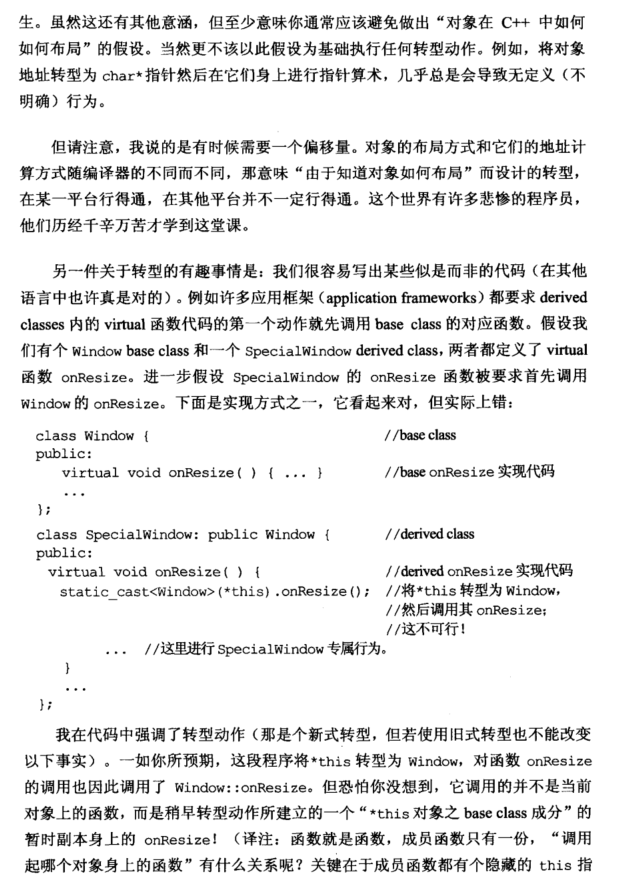 生。虽然这还有其他意涵，但至少意味你通常应该避免做出“对象在 C++ 中如何
如何布局”的假设。当然更不该以此假设为基础执行任何转型动作。例如，将对象
地址转型为 char*指针然后在它们身上进行指针算术，几乎总是会导致无定义（不
明确）行为。
但请注意，我说的是有时候需要一个偏移量。对象的布局方式和它们的地址计
算方式随编译器的不同而不同，那意味“由于知道对象如何布局”而设计的转型，
在某一平台行得通，在其他平台并不一定行得通。这个世界有许多悲惨的程序员，
他们历经千辛万苦才学到这堂课。
另一件关于转型的有趣事情是：我们很容易写出某些似是而非的代码（在其他
语言中也许真是对的）。例如许多应用框架（application frameworks）都要求 derived
classes 内的 virtual 函数代码的第一个动作就先调用 base class 的对应函数。假设我
们有个 Window base class 和一个 SpecialWindow derived class，两者都定义了 virtual
函数 onResize。进一步假设 SpecialWindow 的 onResize 函数被要求首先调用
Window 的 onResize。下面是实现方式之一，它看起来对，但实际上错：
class Window { //base class
public:
virtual void onResize( ) { ... } //base onResize 实现代码
...
};
class SpecialWindow: public Window { //derived class
public:
virtual void onResize( ) { //derived onResize 实现代码
static_cast<Window>(*this).onResize(); //将*this 转型为 Window，
//然后调用其 onResize；
//这不可行！
... //这里进行 SpecialWindow 专属行为。
}
...
};
我在代码中强调了转型动作（那是个新式转型，但若使用旧式转型也不能改变
以下事实）。一如你所预期，这段程序将*this 转型为 Window，对函数 onResize
的调用也因此调用了 Window::onResize。但恐怕你没想到，它调用的并不是当前
对象上的函数，而是稍早转型动作所建立的一个“*this 对象之 base class 成分”的
暂时副本身上的 onResize！（译注：函数就是函数，成员函数只有一份，“调用
起哪个对象身上的函数”有什么关系呢？关键在于成员函数都有个隐藏的 this 指